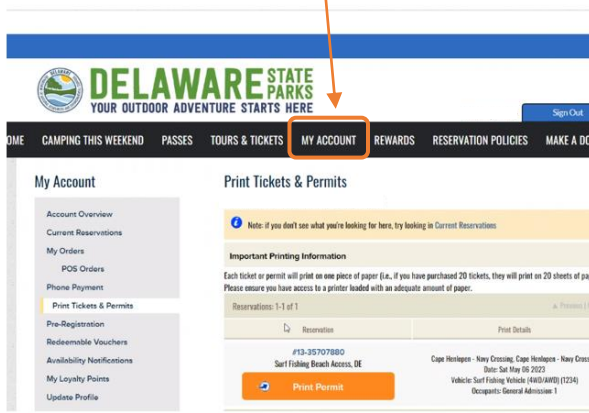 DELAWARE STATE PARKS
YOUR OUTDOOR ADVENTURE STARTS HERE
Sign Out
OME CAMPING THIS WEEKEND PASSES TOURS & TICKETS MY ACCOUNT REWARDS RESERVATION POLICIES MAKE A DO
My Account
Account Overview
Current Reservations
My Orders
POS Orders
Phone Payment
Print Tickets & Permits
Pre-Registration
Redeemable Vouchers
Availability Notifications
My Loyalty Points
Update Profile
Print Tickets & Permits
Note: if you don't see what you're looking for here, try looking in Current Reservations
Important Printing Information
Each ticket or permit will print on one piece of paper (i.e., if you have purchased 20 tickets, they will print on 20 sheets of pa
Please ensure you have access to a printer loaded with an adequate amount of paper.
Reservations: 1-1 of 1 Previous |
Reservation Print Details
#13-35707880
Surf Fishing Beach Access, DE
Print Permit
Cape Henlopen - Navy Crossing, Cape Henlopen - Navy Cross
Date: Sat May 06 2023
Vehicle: Surf Fishing Vehicle (4WD/AWD) (1234)
Occupants: General Admission: 1